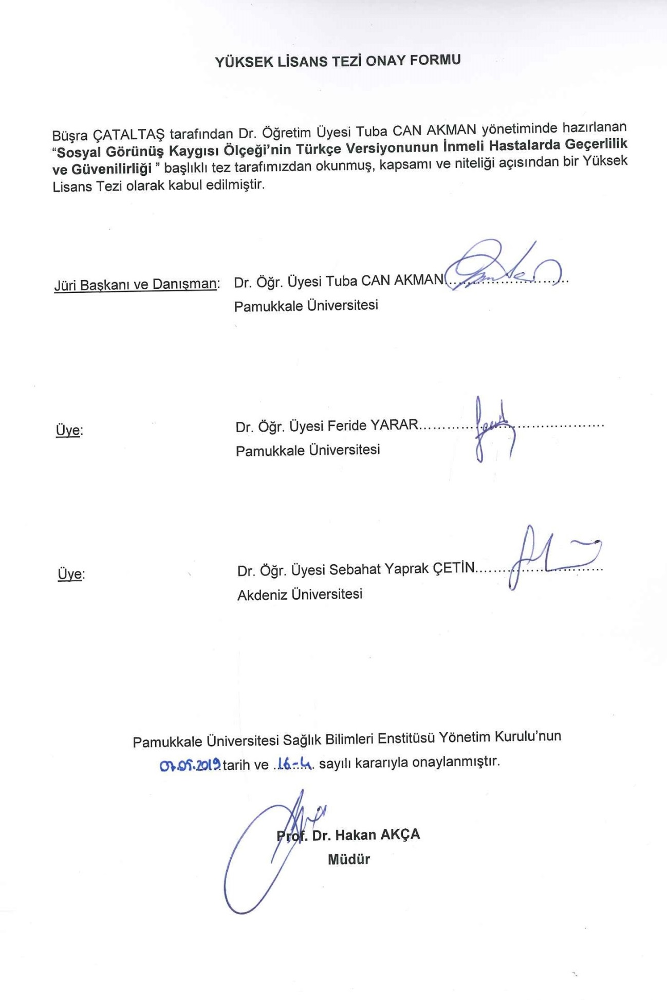 YÜKSEK LİSANS TEZİ ONAY FORMU
Büşra ÇATALTAŞ tarafından Dr. Öğretim Üyesi Tuba CAN AKMAN yönetiminde hazırlanan
“Sosyal Görünüş Kaygısı Ölçeği’nin Türkçe Versiyonunun İnmeli Hastalarda Geçerlilik
ve Güvenilirliği ” başlıklı tez tarafımızdan okunmuş, kapsamı ve niteliği açısından bir Yüksek
Lisans Tezi olarak kabul edilmiştir.
Jüri Başkanı ve Danışman: Dr. Öğr. Üyesi Tuba CAN AKMAN..............................
Pamukkale Üniversitesi
Üye: Dr. Öğr. Üyesi Feride YARAR............................................
Pamukkale Üniversitesi
Üye: Dr. Öğr. Üyesi Sebahat Yaprak ÇETİN..............................
Akdeniz Üniversitesi
Pamukkale Üniversitesi Sağlık Bilimleri Enstitüsü Yönetim Kurulu’nun
07.05.2019 tarih ve ..16-4.. sayılı kararıyla onaylanmıştır.
Prof. Dr. Hakan AKÇA
Müdür